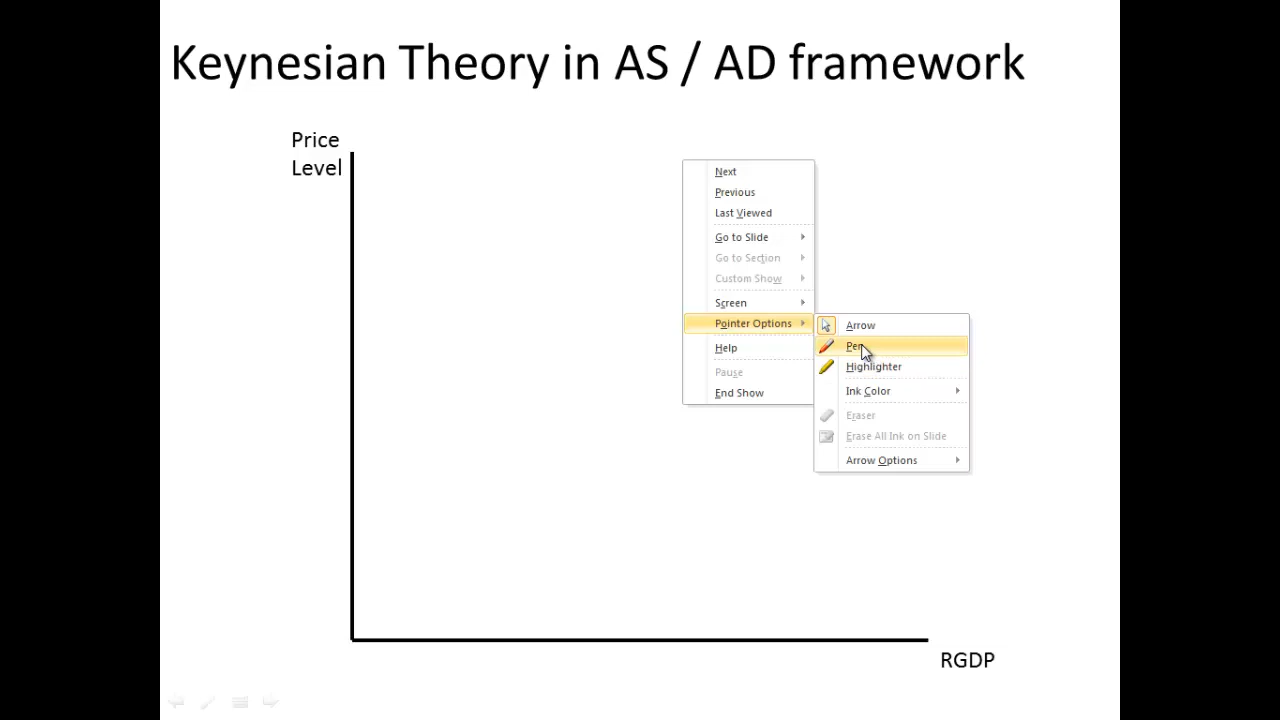 Keynesian Theory in AS / AD framework
Price
Level
Next
Previous
Last Viewed
Go to Slide
Go to Section
Custom Show
Screen
Pointer Options
Help
Pause
End Show
Arrow
Pen
Highlighter
Ink Color
Eraser
Erase All Ink on Slide
Arrow Options
RGDP